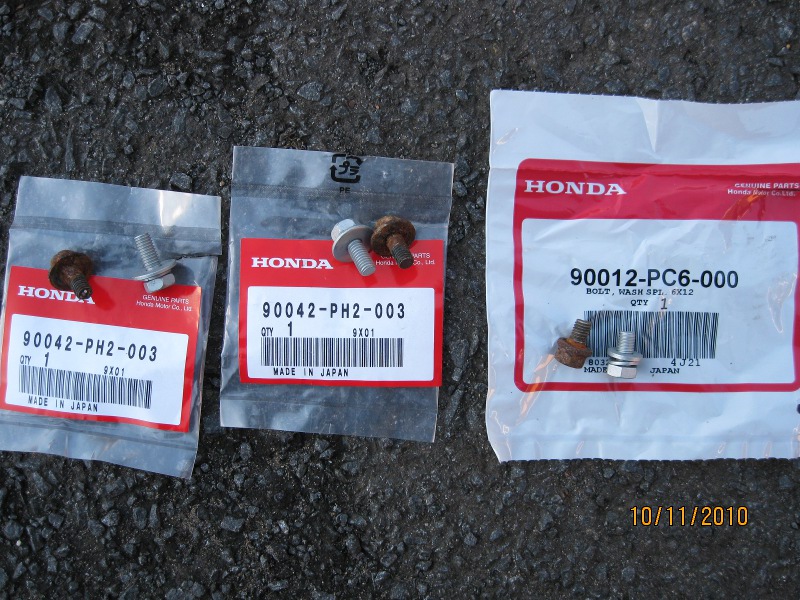 HONDA
GENUINE PARTS
Honda Motor Co., Ltd.
90042-PH2-003
QTY 1
9X01
MADE IN JAPAN
PE
HONDA
GENUINE PARTS
Honda Co., Ltd.
90042-PH2-003
QTY 1
9X01
MADE IN JAPAN
HONDA
GENUINE PARTS
Honda Motor Co., Ltd.
90012-PC6-000
BOLT, WASH SPL, 6X12
QTY 1
4J21
JAPAN
10/11/2010